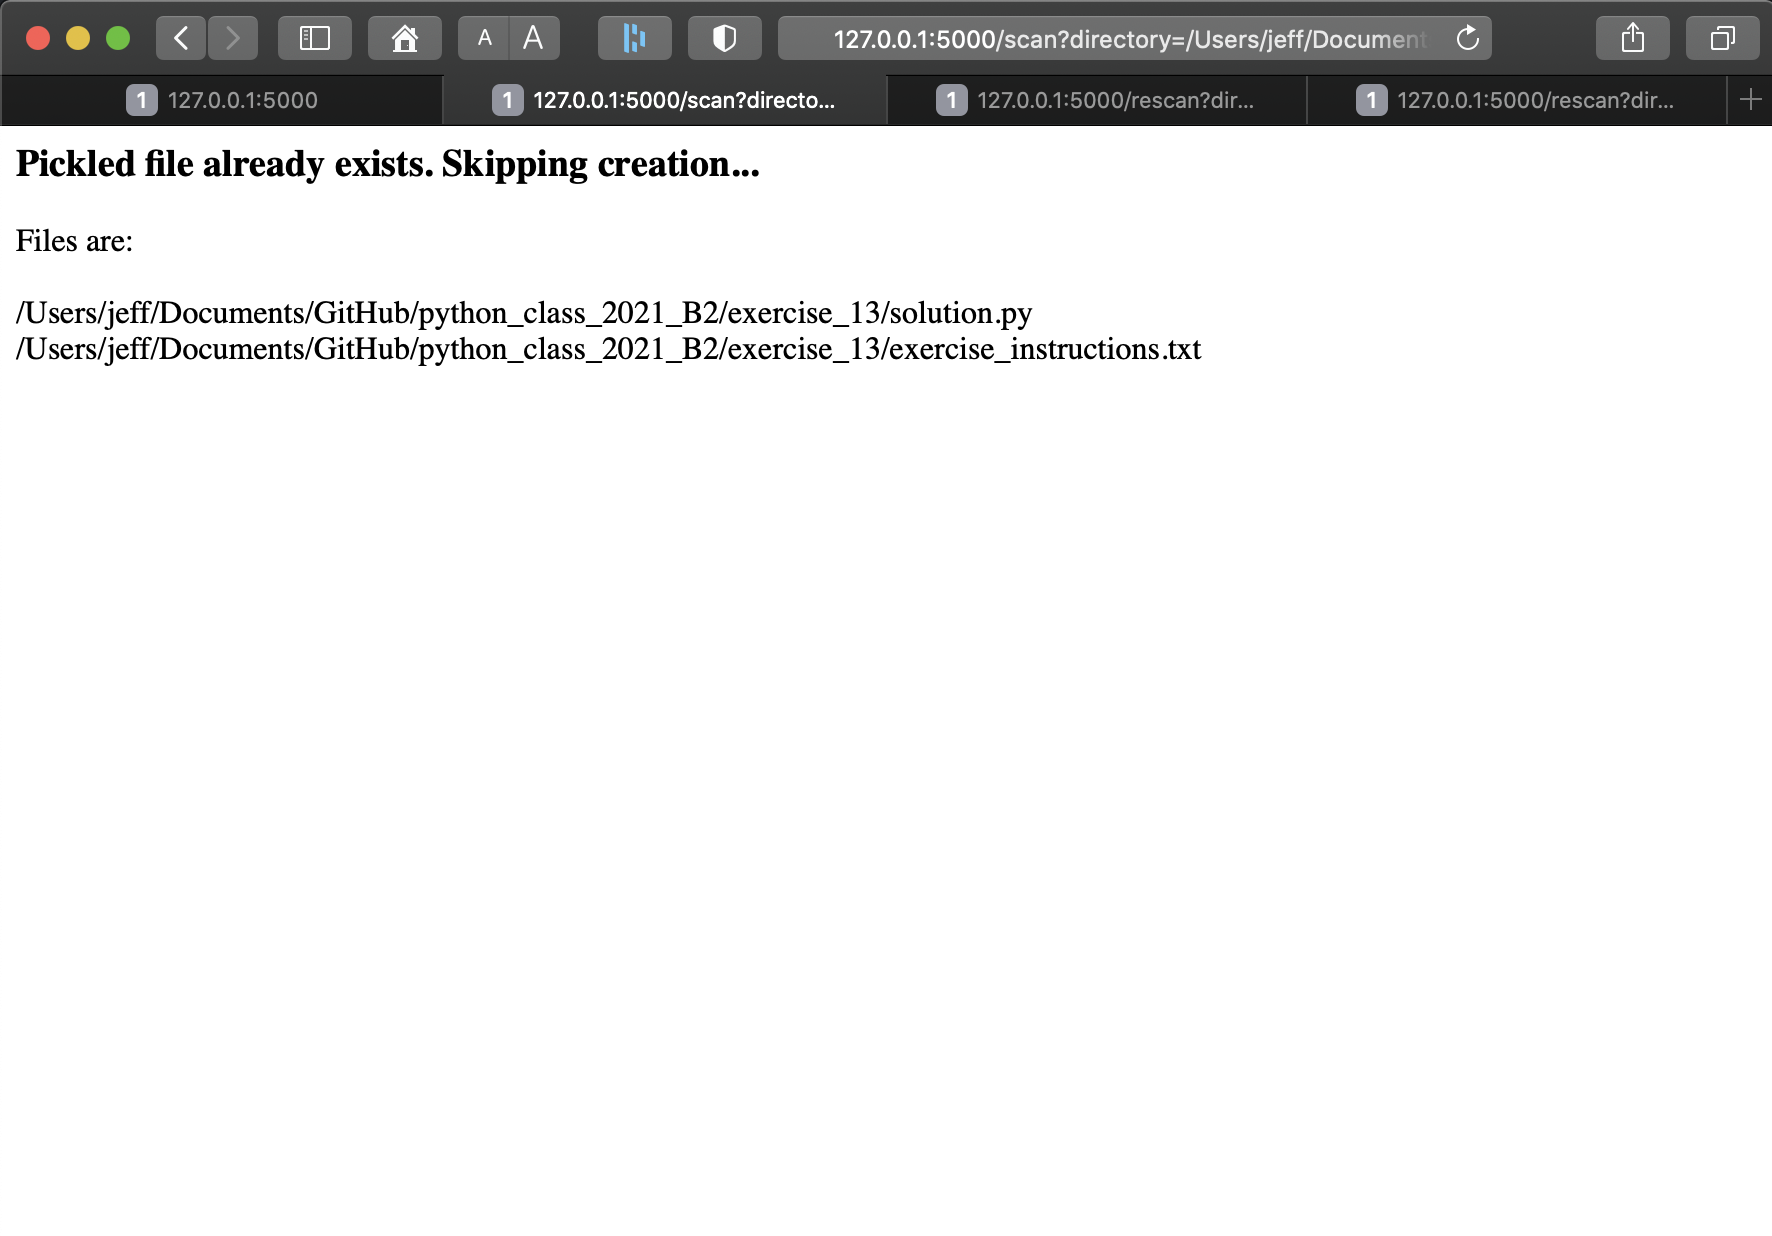 A A 127.0.0.1:5000/scan?directory=/Users/jeff/Document
1 127.0.0.1:5000 1 127.0.0.1:5000/scan?directo... 1 127.0.0.1:5000/rescan?dir... 1 127.0.0.1:5000/rescan?dir...
Pickled file already exists. Skipping creation...
Files are:
/Users/jeff/Documents/GitHub/python_class_2021_B2/exercise_13/solution.py
/Users/jeff/Documents/GitHub/python_class_2021_B2/exercise_13/exercise_instructions.txt